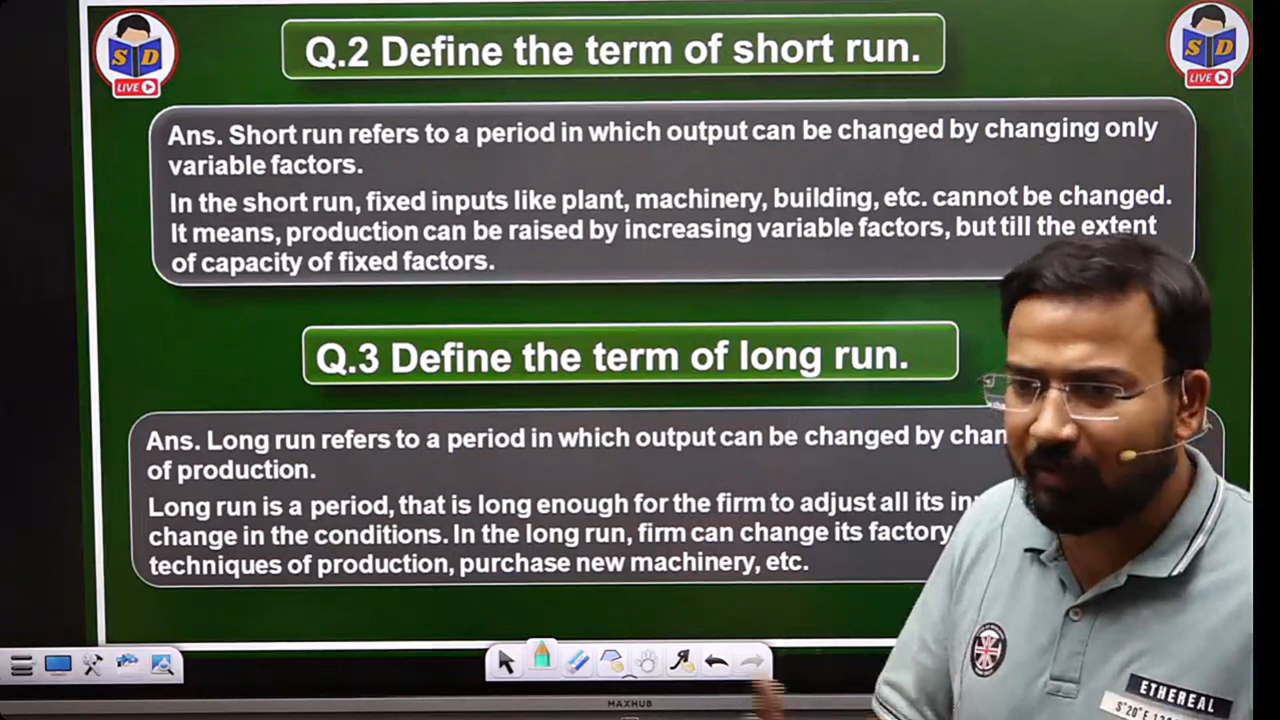 S D
LIVE
Q.2 Define the term of short run.
S D
LIVE
Ans. Short run refers to a period in which output can be changed by changing only
variable factors.
In the short run, fixed inputs like plant, machinery, building, etc. cannot be changed.
It means, production can be raised by increasing variable factors, but till the extent
of capacity of fixed factors.
Q.3 Define the term of long run.
Ans. Long run refers to a period in which output can be changed by
of production.
Long run is a period, that is long enough for the firm to adjust all its
change in the conditions. In the long run, firm can change its factory
techniques of production, purchase new machinery, etc.
MAXHUB
ETHEREAL